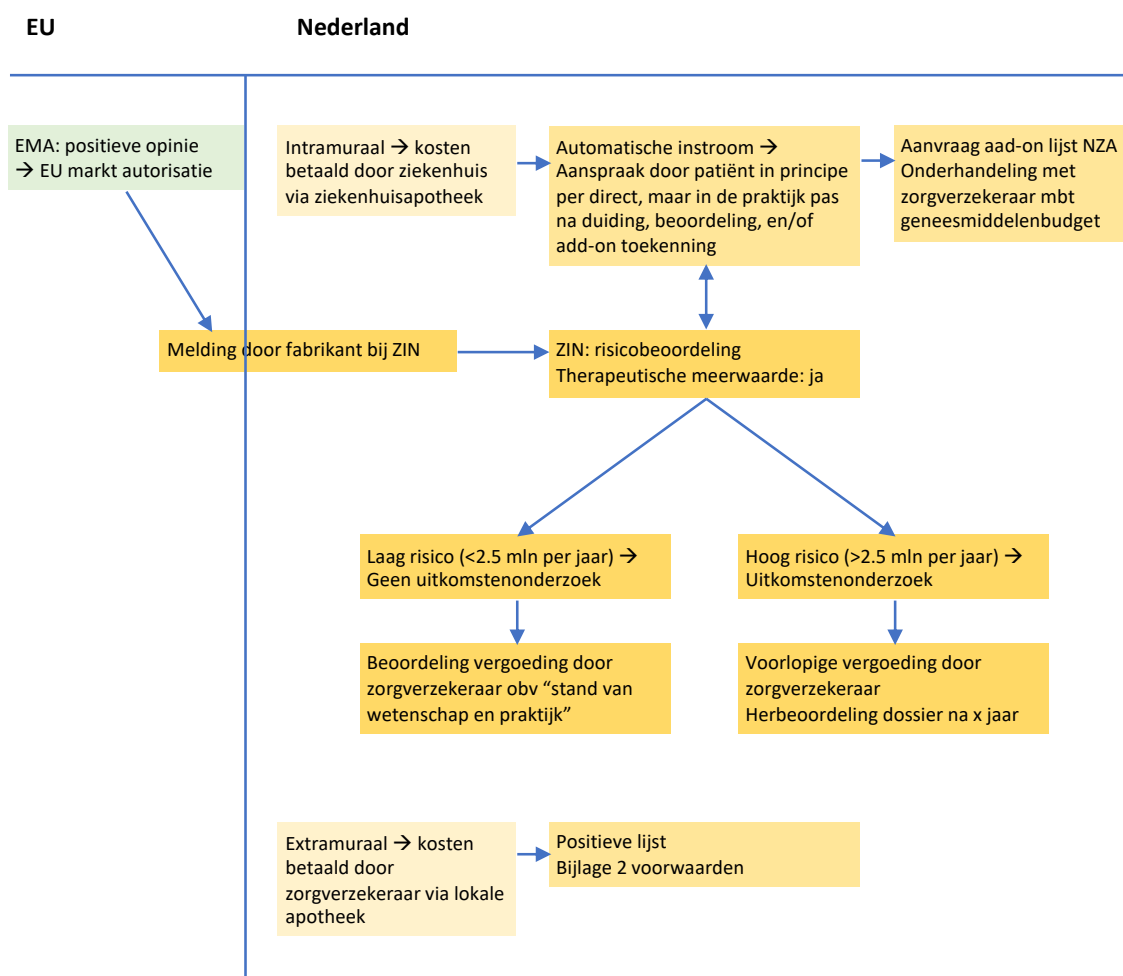 EU
Nederland
EMA: positieve opinie
→ EU markt autorisatie
Intramuraal → kosten
betaald door ziekenhuis
via ziekenhuisapotheek
Automatische instroom →
Aanspraak door patiënt in principe
per direct, maar in de praktijk pas
na duiding, beoordeling, en/of
add-on toekenning
Aanvraag aad-on lijst NZA
Onderhandeling met
zorgverzekeraar mbt
geneesmiddelenbudget
Melding door fabrikant bij ZIN
ZIN: risicobeoordeling
Therapeutische meerwaarde: ja
Laag risico (<2.5 mln per jaar) →
Geen uitkomstenonderzoek
Hoog risico (>2.5 mln per jaar) →
Uitkomstenonderzoek
Beoordeling vergoeding door
zorgverzekeraar obv “stand van
wetenschap en praktijk”
Voorlopige vergoeding door
zorgverzekeraar
Herbeoordeling dossier na x jaar
Extramuraal → kosten
betaald door
zorgverzekeraar via lokale
apotheek
Positieve lijst
Bijlage 2 voorwaarden